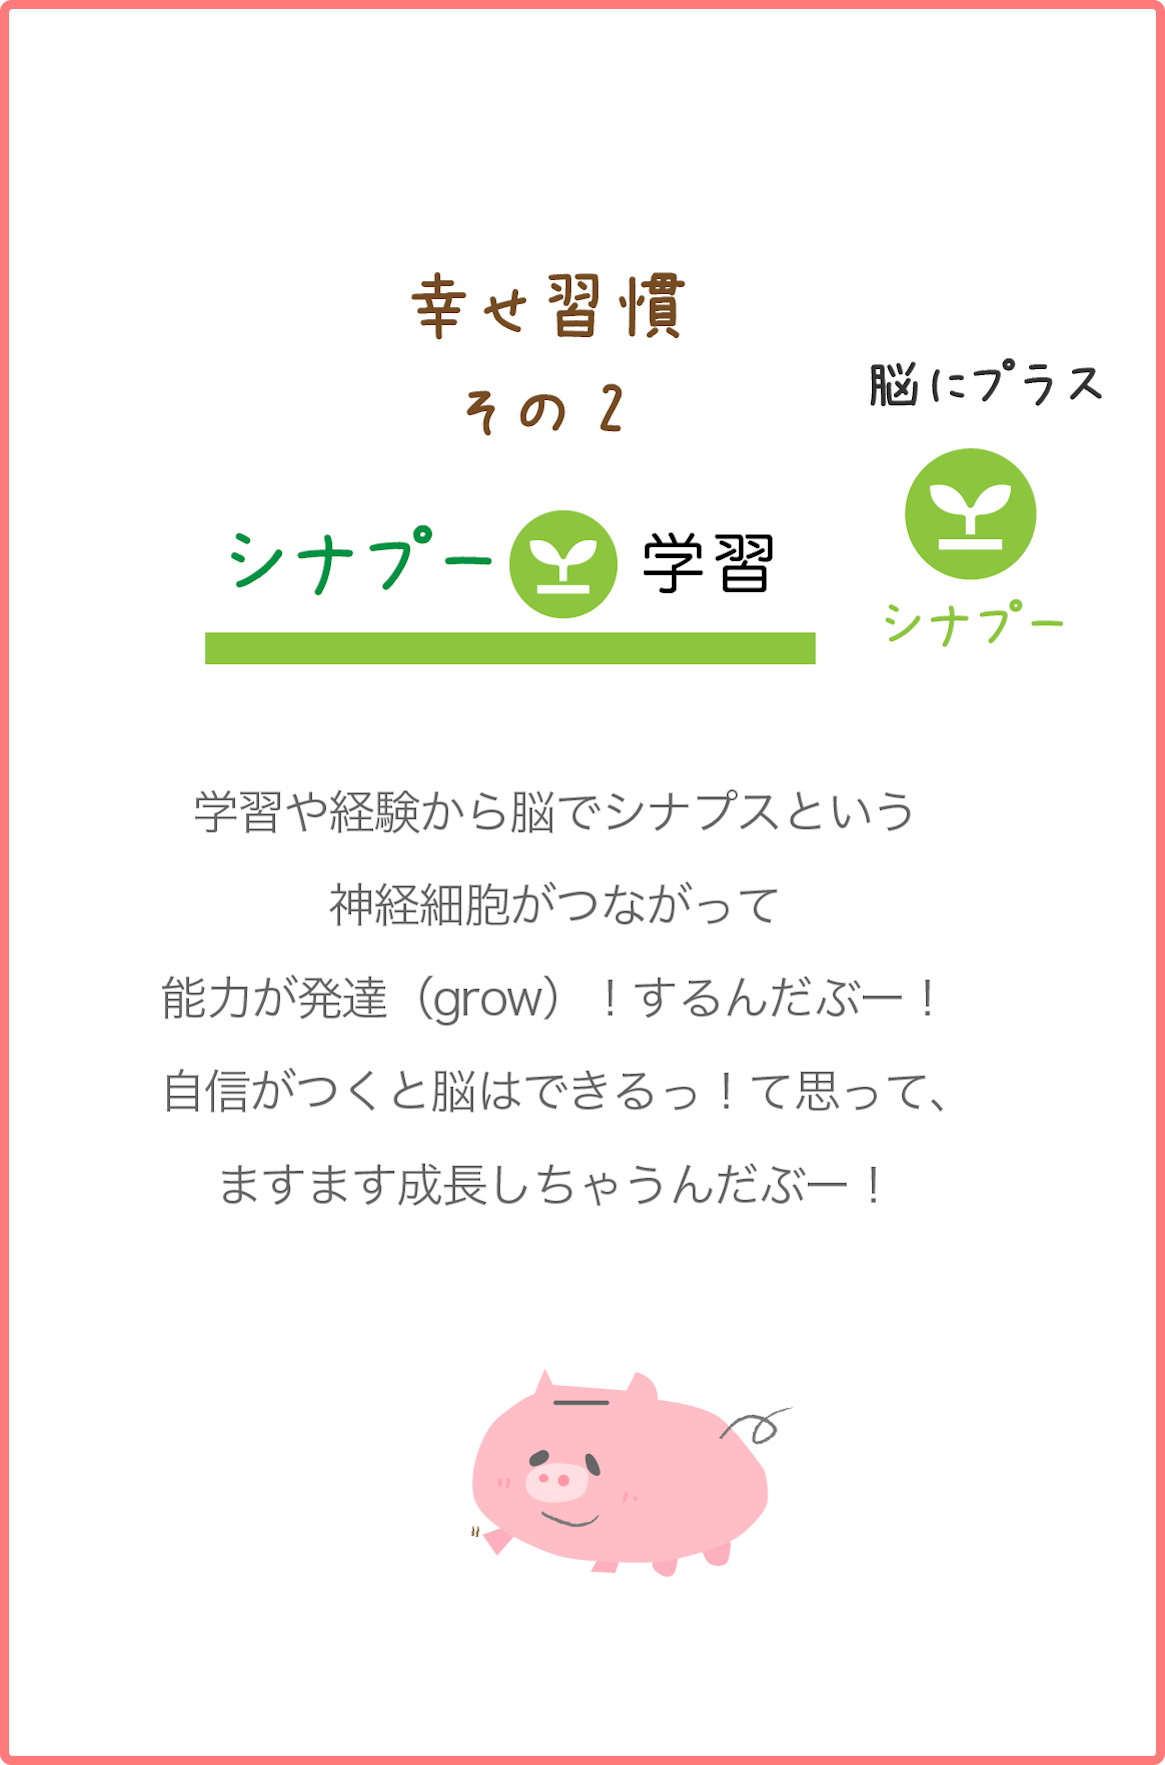 幸せ習慣
その2
脳にプラス
シナプー 学習
シナプー
学習や経験から脳でシナプスという
神経細胞がつながって
能力が発達（grow）！するんだぶー！
自信がつくと脳はできるっ！て思って、
ますます成長しちゃうんだぶー！